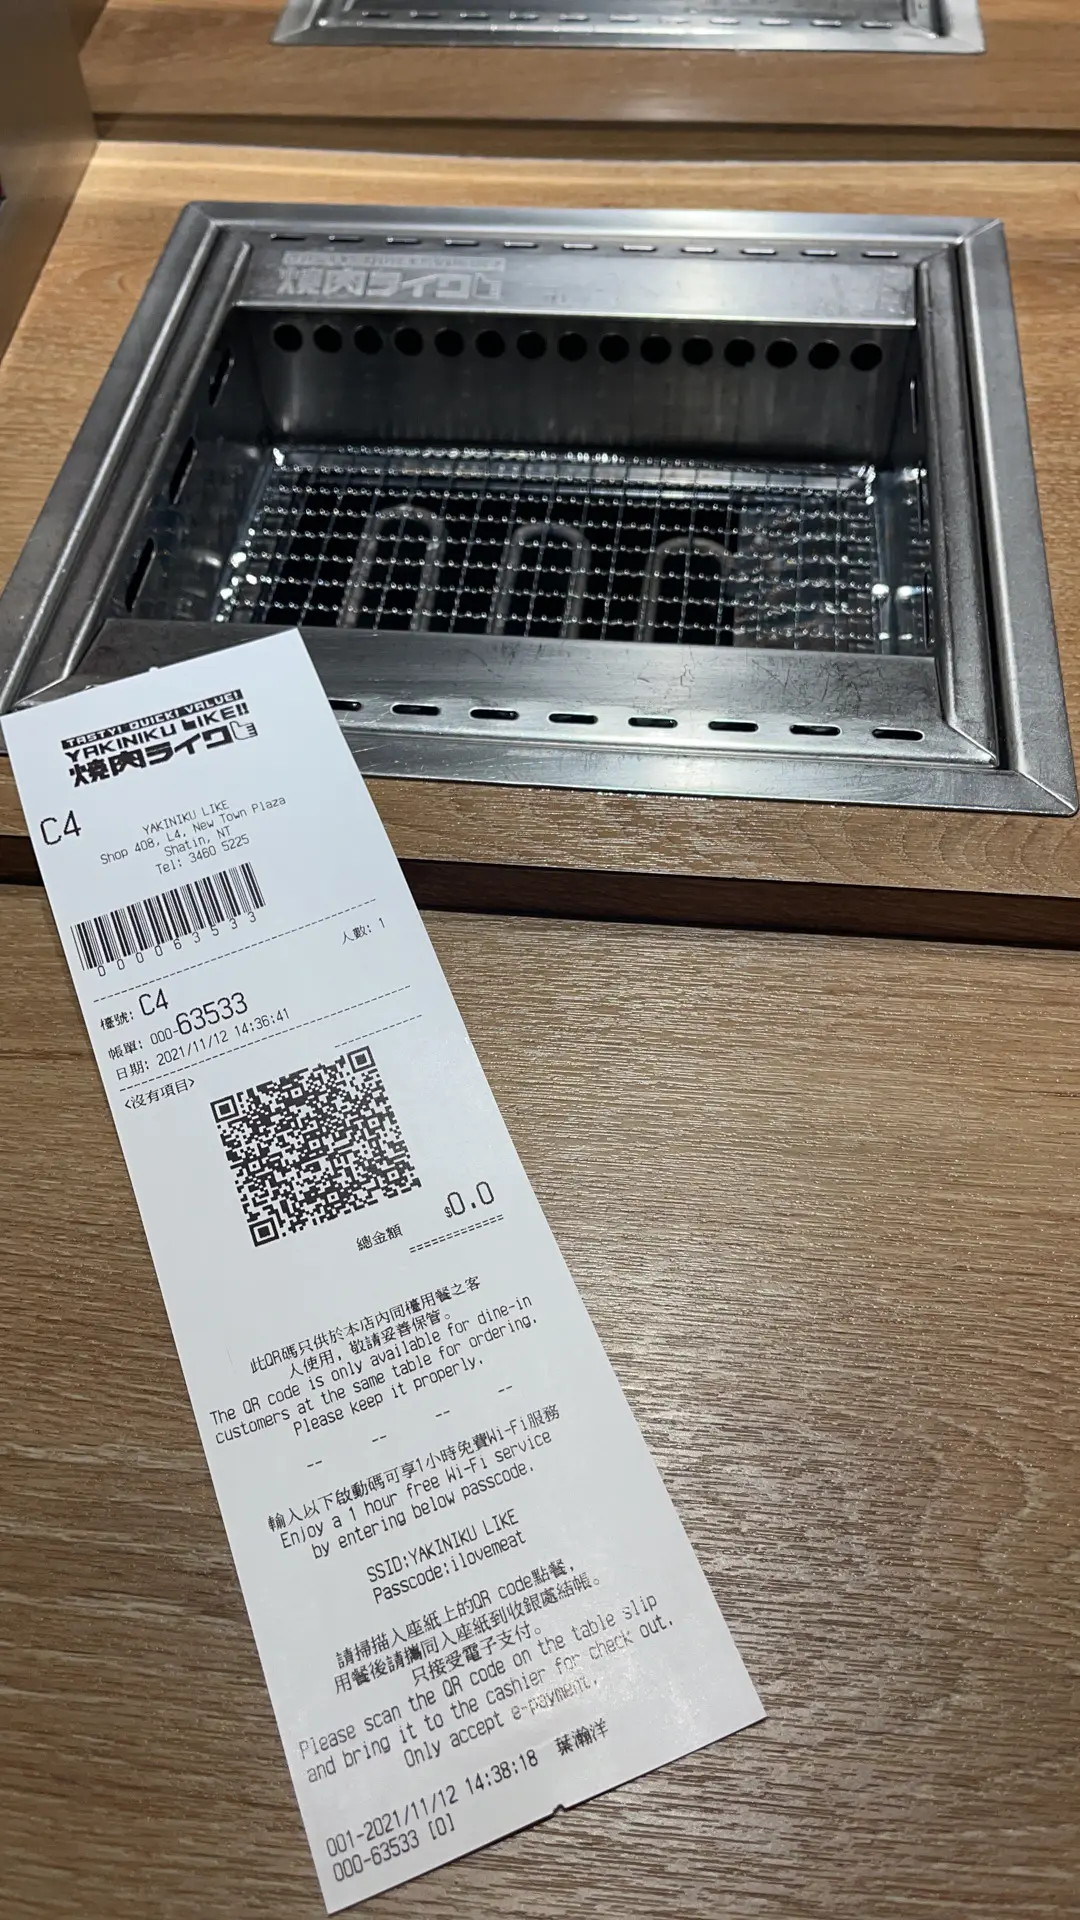 焼肉ライク
TASTY! QUICK! VALUE!
YAKINIKU LIKE!!
焼肉ライク
C4
YAKINIKU LIKE
Shop 408, L4, New Town Plaza
Shatin, NT
Tel: 3460 5225
000063533
人數: 1
檯號: C4
帳單: 000-63533
日期: 2021/11/12 14:36:41
<沒有項目>
總金額 $0.0
============
此QR碼只供於本店內同檯用餐之客
人使用，敬請妥善保管。
The QR code is only available for dine-in
customers at the same table for ordering.
Please keep it properly.
-- -- -- --
輸入以下啟動碼可享1小時免費Wi-Fi服務
Enjoy a 1 hour free Wi-Fi service
by entering below passcode.
SSID:YAKINIKU LIKE
Passcode:ilovemeat
請掃描入座紙上的QR code點餐，
用餐後請攜同入座紙到收銀處結帳。
只接受電子支付。
Please scan the QR code on the table slip
and bring it to the cashier for check out.
Only accept e-payment.
001-2021/11/12 14:38:18 葉瀚洋
000-63533 [0]